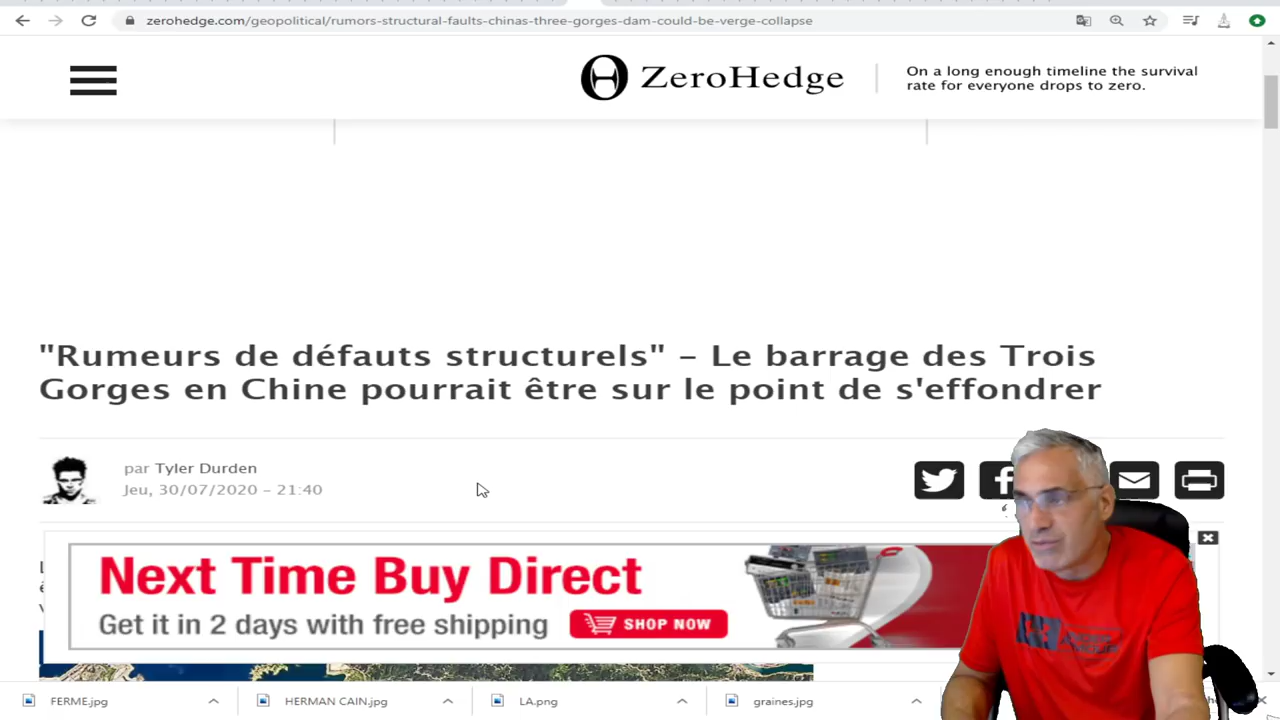 zerohedge.com/geopolitical/rumors-structural-faults-chinas-three-gorges-dam-could-be-verge-collapse
ZeroHedge
On a long enough timeline the survival
rate for everyone drops to zero.
"Rumeurs de défauts structurels" – Le barrage des Trois
Gorges en Chine pourrait être sur le point de s'effondrer
par Tyler Durden
Jeu, 30/07/2020 – 21:40
Next Time Buy Direct
Get it in 2 days with free shipping
SHOP NOW
FERME.jpg
HERMAN CAIN.jpg
LA.png
graines.jpg